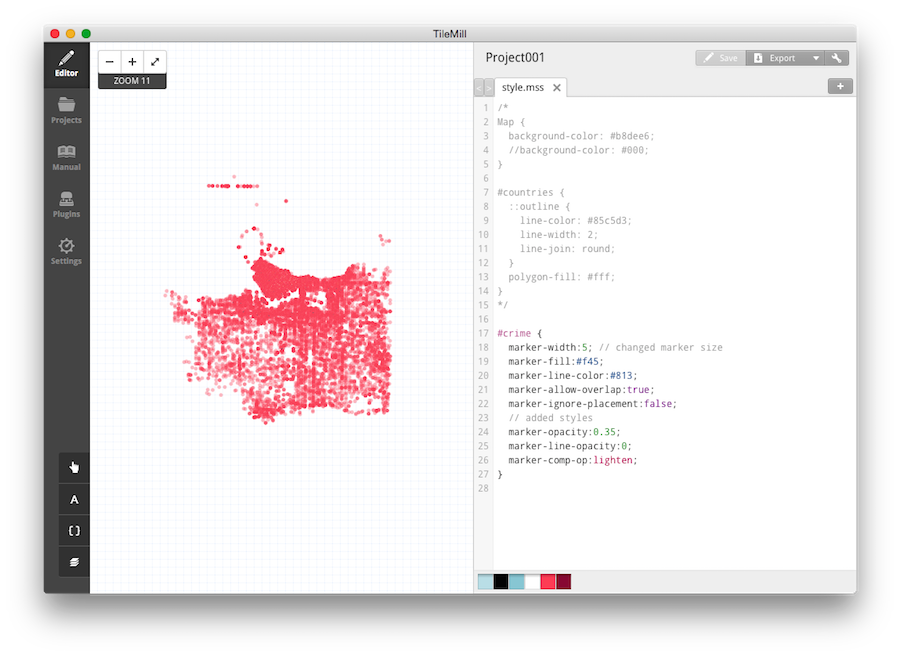 TileMill
Editor
Projects
Manual
Plugins
Settings
− + 
ZOOM 11
A
{ }
Project001
Save Export
< > style.mss ✕ +
1 /*
2 Map {
3 background-color: #b8dee6;
4 //background-color: #000;
5 }
6
7 #countries {
8 ::outline {
9 line-color: #85c5d3;
10 line-width: 2;
11 line-join: round;
12 }
13 polygon-fill: #fff;
14 }
15 */
16
17 #crime {
18 marker-width:5; // changed marker size
19 marker-fill:#f45;
20 marker-line-color:#813;
21 marker-allow-overlap:true;
22 marker-ignore-placement:false;
23 // added styles
24 marker-opacity:0.35;
25 marker-line-opacity:0;
26 marker-comp-op:lighten;
27 }
28